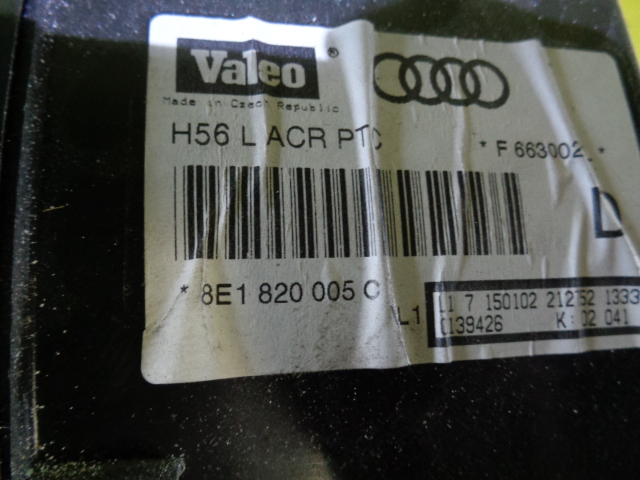 Valeo ®
Made in Czech Republic
H56 L ACR PTC
* F 663002 *
D
* 8E1 820 005 C
L1
L1 7 150102 212752 1333
0139426 K: 02 041